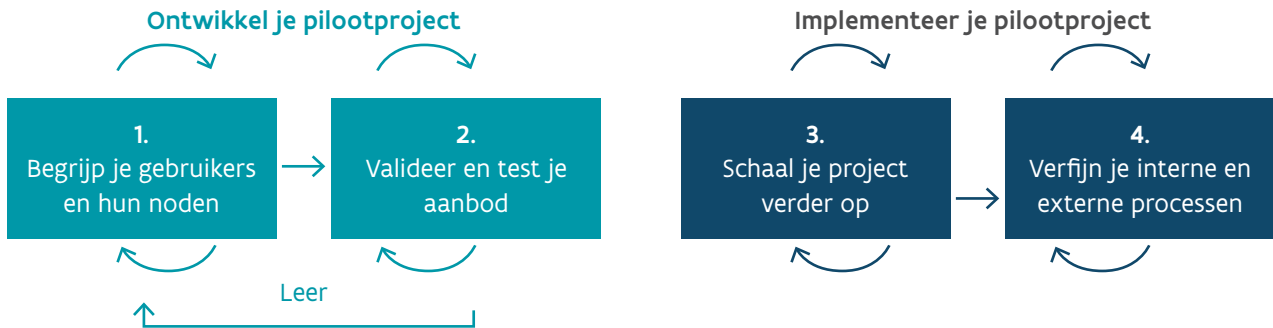 Ontwikkel je pilootproject
1.
Begrijp je gebruikers
en hun noden
2.
Valideer en test je
aanbod
Leer
Implementeer je pilootproject
3.
Schaal je project
verder op
4.
Verfijn je interne en
externe processen